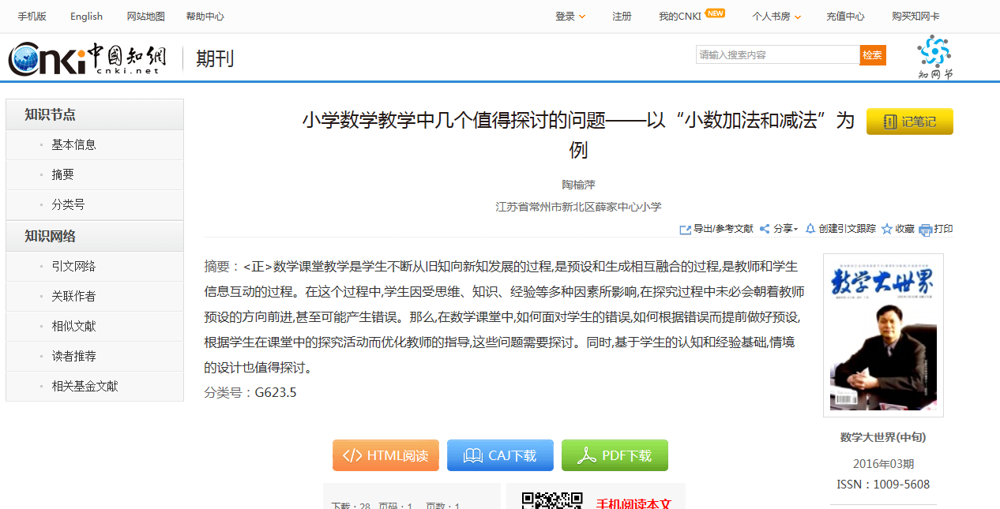 手机版 English 网站地图 帮助中心 登录 注册 我的CNKI NEW 个人书房 充值中心 购买知网卡
Cnki 中国知網 cnki.net 期刊 请输入搜索内容 检索 知网节
知识节点
基本信息
摘要
分类号
知识网络
引文网络
关联作者
相似文献
读者推荐
相关基金文献
小学数学教学中几个值得探讨的问题——以“小数加法和减法”为
例
记笔记
陶榆萍
江苏省常州市新北区薛家中心小学
导出/参考文献 分享 创建引文跟踪 收藏 打印
摘要：<正>数学课堂教学是学生不断从旧知向新知发展的过程,是预设和生成相互融合的过程,是教师和学生
信息互动的过程。在这个过程中,学生因受思维、知识、经验等多种因素所影响,在探究过程中未必会朝着教师
预设的方向前进,甚至可能产生错误。那么,在数学课堂中,如何面对学生的错误,如何根据错误而提前做好预设,
根据学生在课堂中的探究活动而优化教师的指导,这些问题需要探讨。同时,基于学生的认知和经验基础,情境
的设计也值得探讨。
分类号：G623.5
HTML阅读 CAJ下载 PDF下载
下载：28 页码：1 页数：1
手机阅读本文
数学大世界
数学大世界(中旬)
2016年03期
ISSN：1009-5608